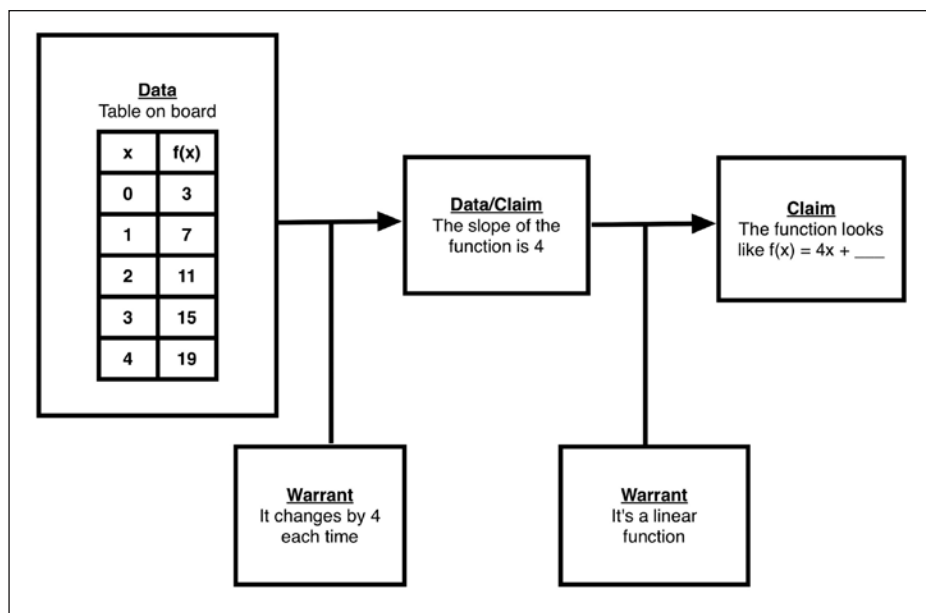 Data
Table on board
x f(x)
0 3
1 7
2 11
3 15
4 19
Data/Claim
The slope of the
function is 4
Claim
The function looks
like f(x) = 4x + ___
Warrant
It changes by 4
each time
Warrant
It's a linear
function